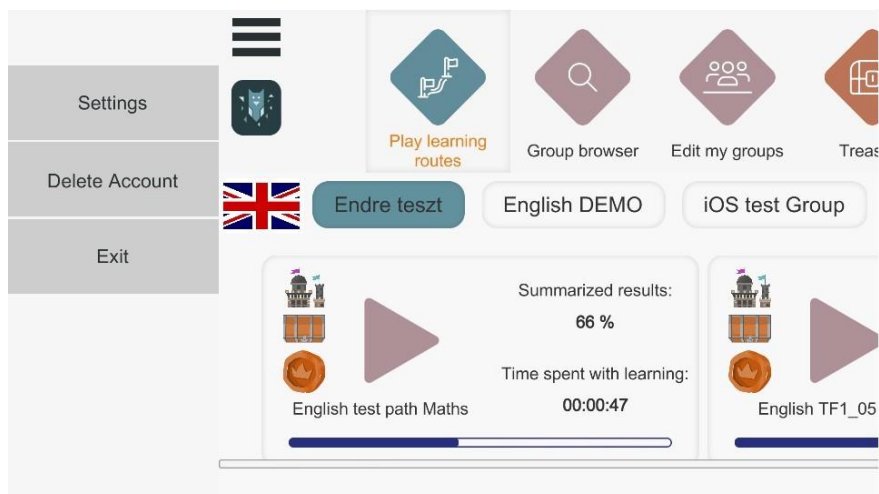 Settings
Delete Account
Exit
Play learning
routes
Group browser
Edit my groups
Treas
Endre teszt
English DEMO
iOS test Group
Summarized results:
66 %
Time spent with learning:
00:00:47
English test path Maths
English TF1_05